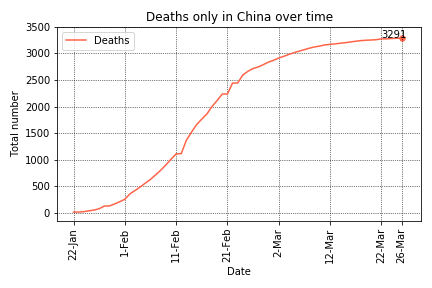 Deaths only in China over time
3500
3000
2500
2000
1500
1000
500
0
Total number
Deaths
3291
22-Jan
1-Feb
11-Feb
21-Feb
2-Mar
12-Mar
22-Mar
26-Mar
Date